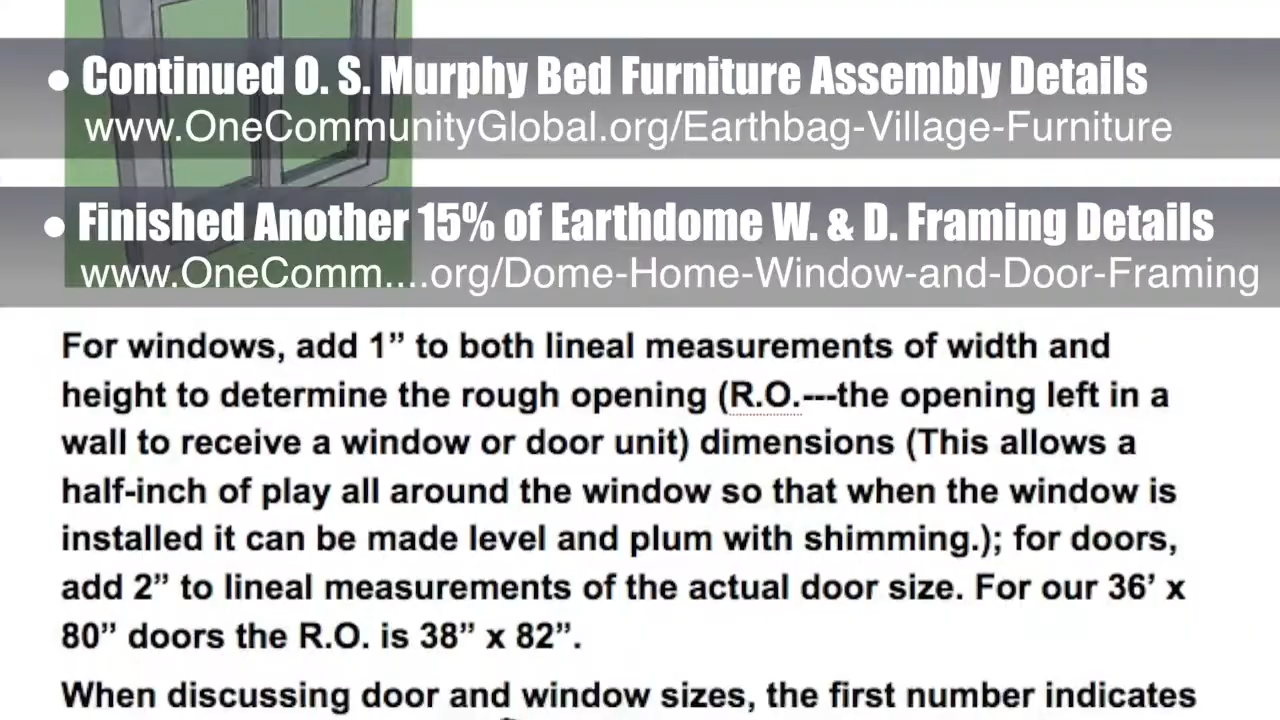 • Continued O. S. Murphy Bed Furniture Assembly Details
www.OneCommunityGlobal.org/Earthbag-Village-Furniture
• Finished Another 15% of Earthdome W. & D. Framing Details
www.OneComm....org/Dome-Home-Window-and-Door-Framing
For windows, add 1” to both lineal measurements of width and
height to determine the rough opening (R.O.---the opening left in a
wall to receive a window or door unit) dimensions (This allows a
half-inch of play all around the window so that when the window is
installed it can be made level and plum with shimming.); for doors,
add 2” to lineal measurements of the actual door size. For our 36’ x
80” doors the R.O. is 38” x 82”.
When discussing door and window sizes, the first number indicates